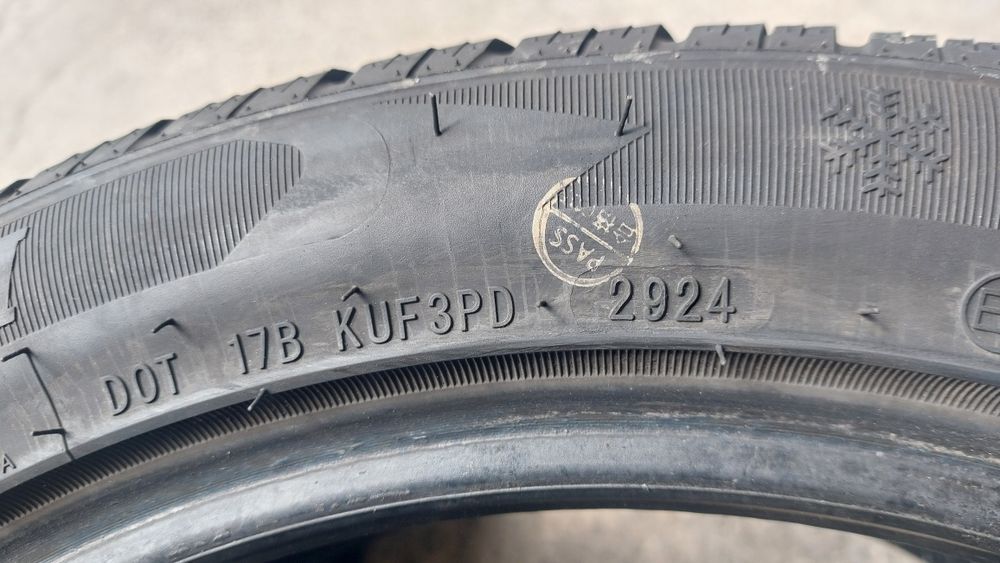 PASS
DOT 17B KUF3PD 2924
A
E